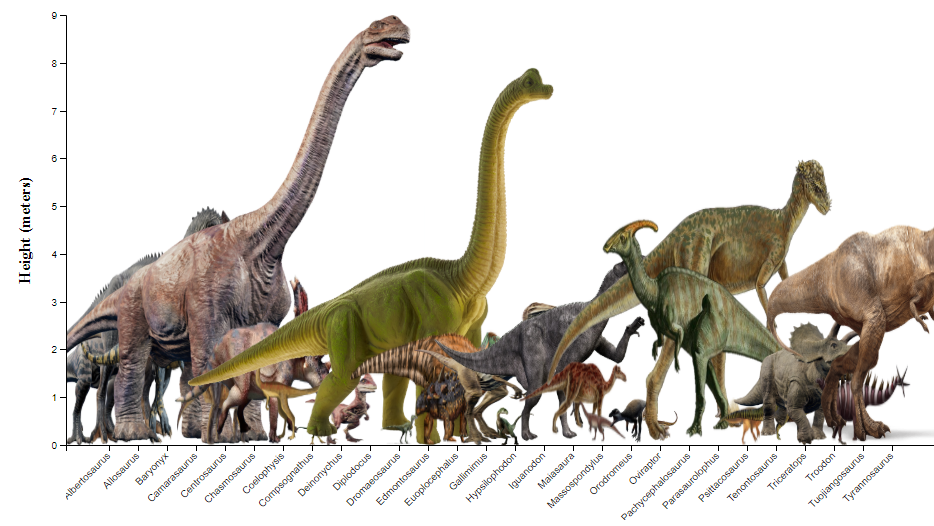 9
8
7
6
5
4
3
2
1
0
Height (meters)
Albertosaurus
Allosaurus
Baryonyx
Camarasaurus
Centrosaurus
Chasmosaurus
Coelophysis
Compsognathus
Deinonychus
Diplodocus
Dromaeosaurus
Edmontosaurus
Euoplocephalus
Gallimimus
Hypsilophodon
Iguanodon
Maiasaura
Massospondylus
Orodromeus
Oviraptor
Pachycephalosaurus
Parasaurolophus
Psittacosaurus
Tenontosaurus
Triceratops
Troodon
Tuojiangosaurus
Tyrannosaurus